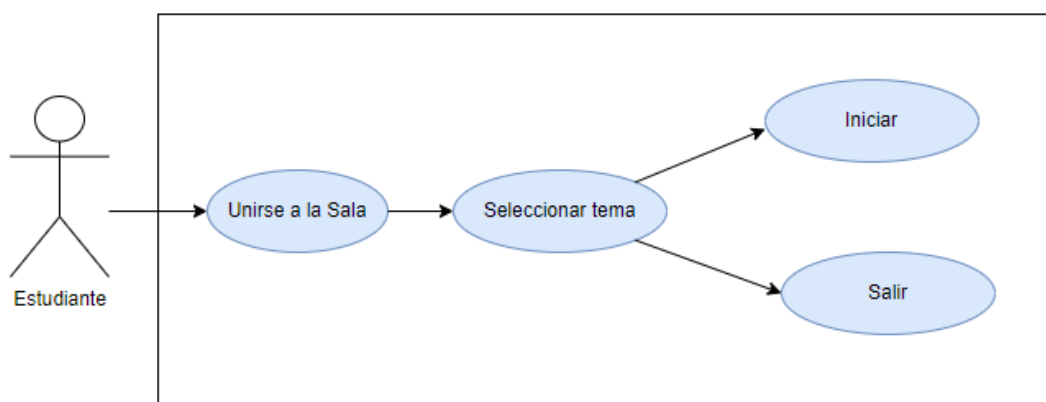 Estudiante
Unirse a la Sala
Seleccionar tema
Iniciar
Salir